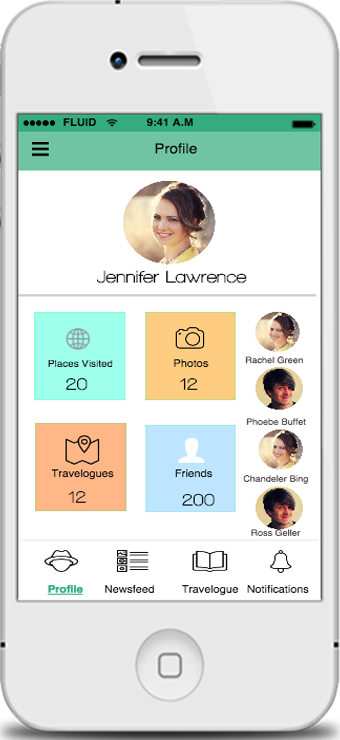 FLUID 9:41 A.M
Profile
Jennifer Lawrence
Places Visited
20
Photos
12
Rachel Green
Phoebe Buffet
Travelogues
12
Friends
200
Chandeler Bing
Ross Geller
Profile Newsfeed Travelogue Notifications